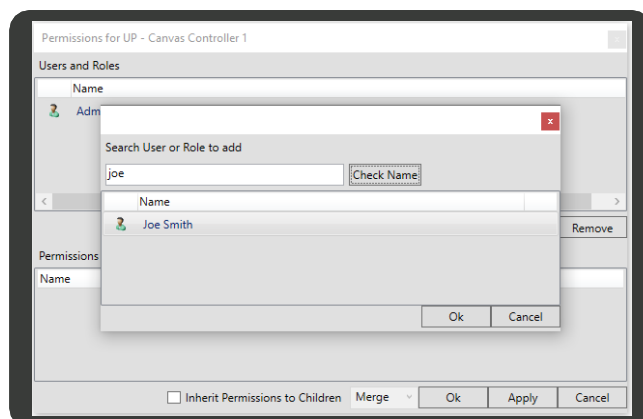 Permissions for UP - Canvas Controller 1
Users and Roles
Name
Adm
Search User or Role to add
joe
Check Name
Name
Joe Smith
Remove
Permissions
Name
Ok
Cancel
Inherit Permissions to Children
Merge
Ok
Apply
Cancel